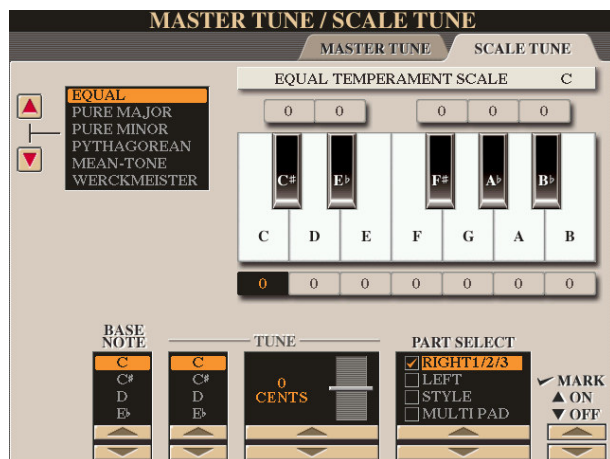 MASTER TUNE / SCALE TUNE
MASTER TUNE SCALE TUNE
EQUAL TEMPERAMENT SCALE C
EQUAL
PURE MAJOR
PURE MINOR
PYTHAGOREAN
MEAN-TONE
WERCKMEISTER
0 0 0 0 0
C# E♭ F# A♭ B♭
C D E F G A B
0 0 0 0 0 0 0
BASE
NOTE
C
C#
D
E♭
TUNE
C
C#
D
E♭
0
CENTS
PART SELECT
RIGHT1/2/3
LEFT
STYLE
MULTI PAD
MARK
▲ ON
▼ OFF